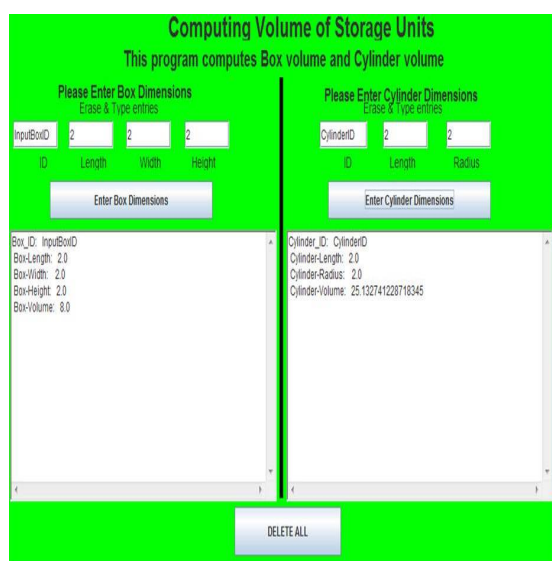 Computing Volume of Storage Units
This program computes Box volume and Cylinder volume
Please Enter Box Dimensions
Erase & Type entries
InputBoxID 2 2 2
ID Length Width Height
Enter Box Dimensions
Box_ID: InputBoxID
Box-Length: 2.0
Box-Width: 2.0
Box-Height: 2.0
Box-Volume: 8.0
Please Enter Cylinder Dimensions
Erase & Type entries
CylinderID 2 2
ID Length Radius
Enter Cylinder Dimensions
Cylinder_ID: CylinderID
Cylinder-Length: 2.0
Cylinder-Radius: 2.0
Cylinder-Volume: 25.132741228718345
DELETE ALL